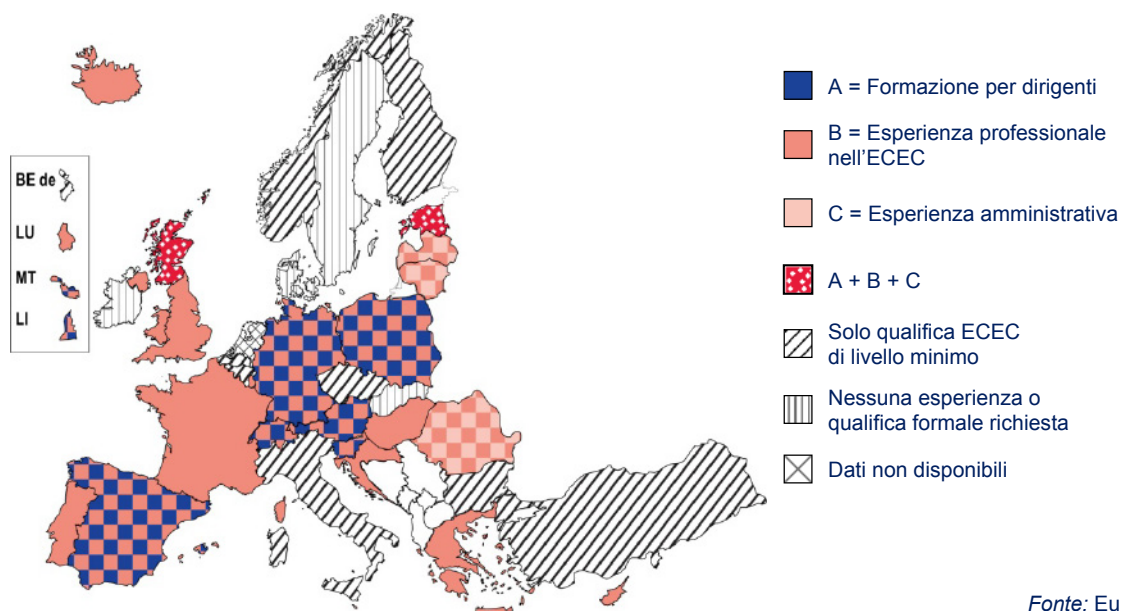 BE de
LU
MT
LI
A = Formazione per dirigenti
B = Esperienza professionale
nell'ECEC
C = Esperienza amministrativa
A + B + C
Solo qualifica ECEC
di livello minimo
Nessuna esperienza o
qualifica formale richiesta
Dati non disponibili
Fonte: Eu